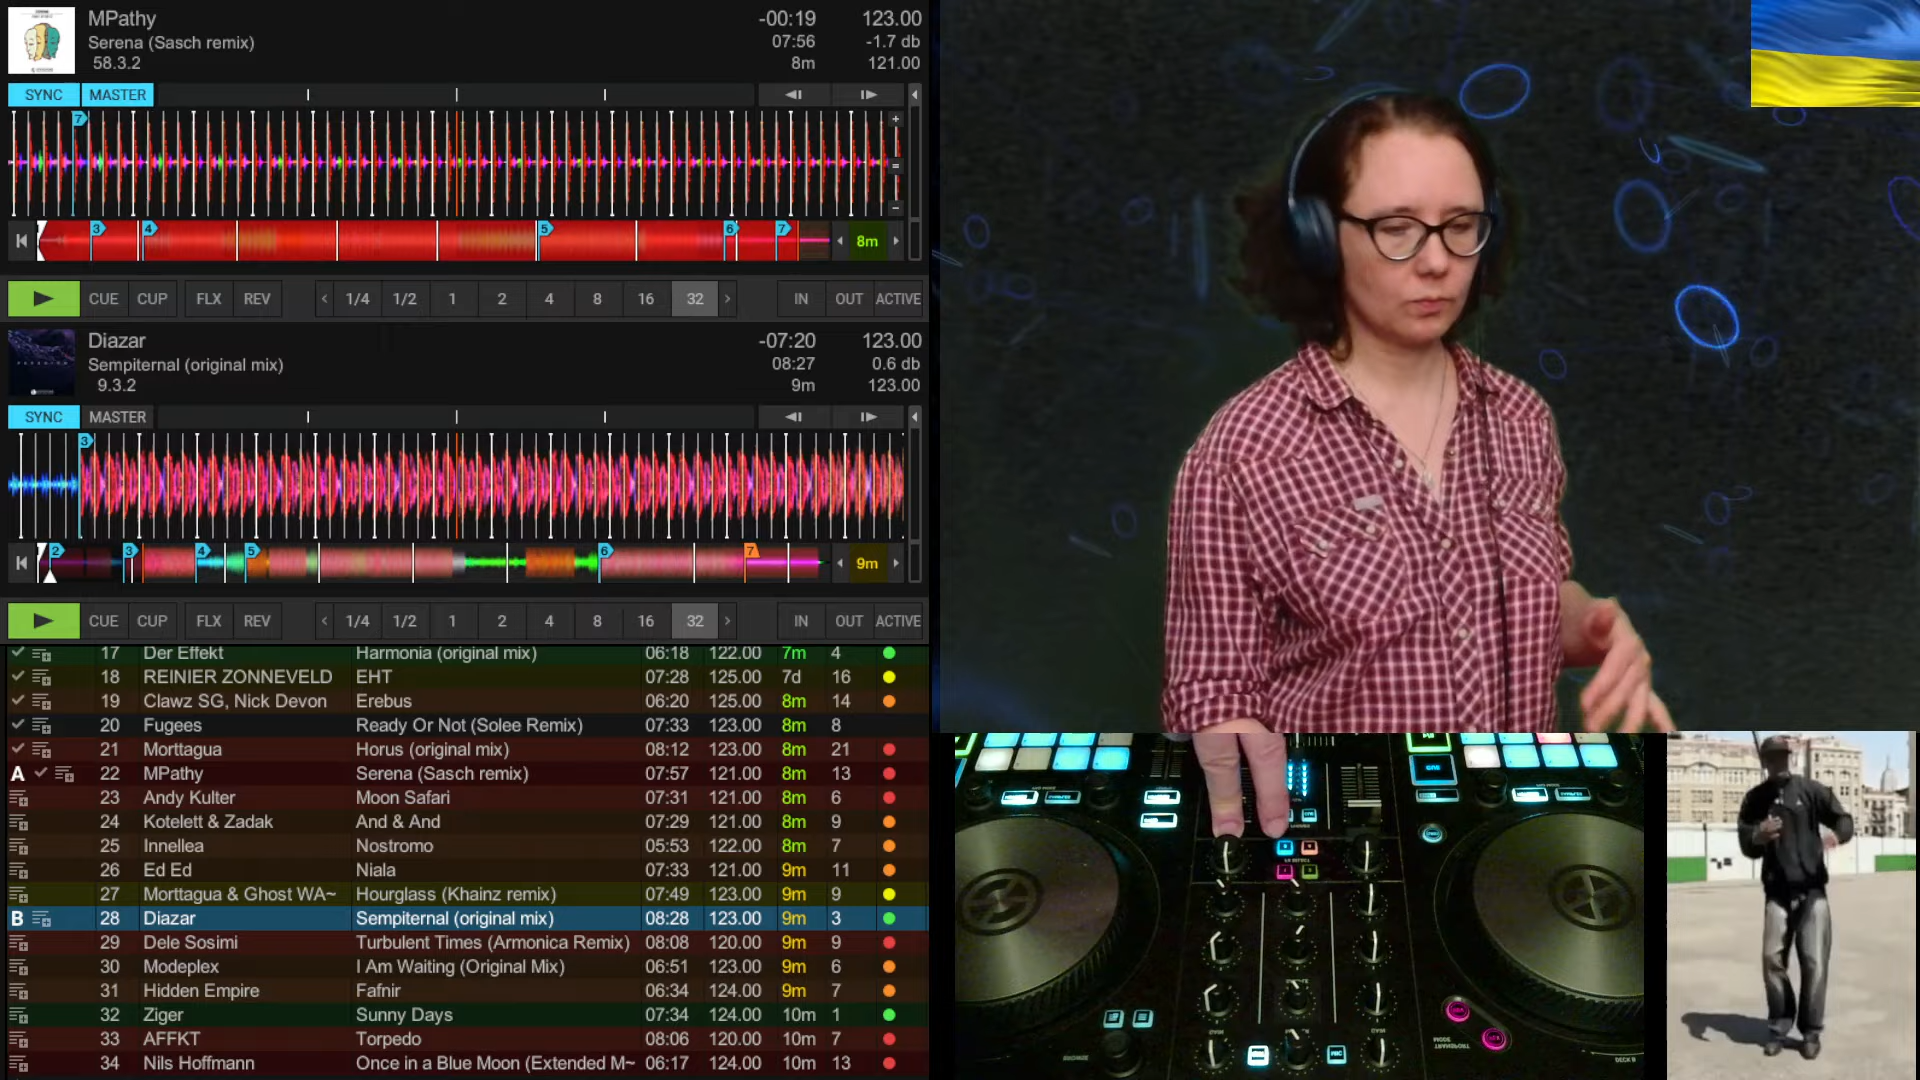 MPathy -00:19 123.00
Serena (Sasch remix) 07:56 -1.7 db
58.3.2 8m 121.00
SYNC MASTER
7
3 4 5 6 7 8m
CUE CUP FLX REV 1/4 1/2 1 2 4 8 16 32 IN OUT ACTIVE
Diazar -07:20 123.00
Sempiternal (original mix) 08:27 0.6 db
9.3.2 9m 123.00
SYNC MASTER
3
2 3 4 5 6 7 9m
CUE CUP FLX REV 1/4 1/2 1 2 4 8 16 32 IN OUT ACTIVE
17 Der Effekt Harmonia (original mix) 06:18 122.00 7m 4
18 REINIER ZONNEVELD EHT 07:28 125.00 7d 16
19 Clawz SG, Nick Devon Erebus 06:20 125.00 8m 14
20 Fugees Ready Or Not (Solee Remix) 07:33 123.00 8m 8
21 Morttagua Horus (original mix) 08:12 123.00 8m 21
A 22 MPathy Serena (Sasch remix) 07:57 121.00 8m 13
23 Andy Kulter Moon Safari 07:31 121.00 8m 6
24 Kotelett & Zadak And & And 07:29 121.00 8m 9
25 Innellea Nostromo 05:53 122.00 8m 7
26 Ed Ed Niala 07:33 121.00 9m 11
27 Morttagua & Ghost WA~ Hourglass (Khainz remix) 07:49 123.00 9m 9
B 28 Diazar Sempiternal (original mix) 08:28 123.00 9m 3
29 Dele Sosimi Turbulent Times (Armonica Remix) 08:08 120.00 9m 9
30 Modeplex I Am Waiting (Original Mix) 06:51 123.00 9m 6
31 Hidden Empire Fafnir 06:34 124.00 9m 7
32 Ziger Sunny Days 07:34 124.00 10m 1
33 AFFKT Torpedo 08:06 120.00 10m 7
34 Nils Hoffmann Once in a Blue Moon (Extended M~ 06:17 124.00 10m 13